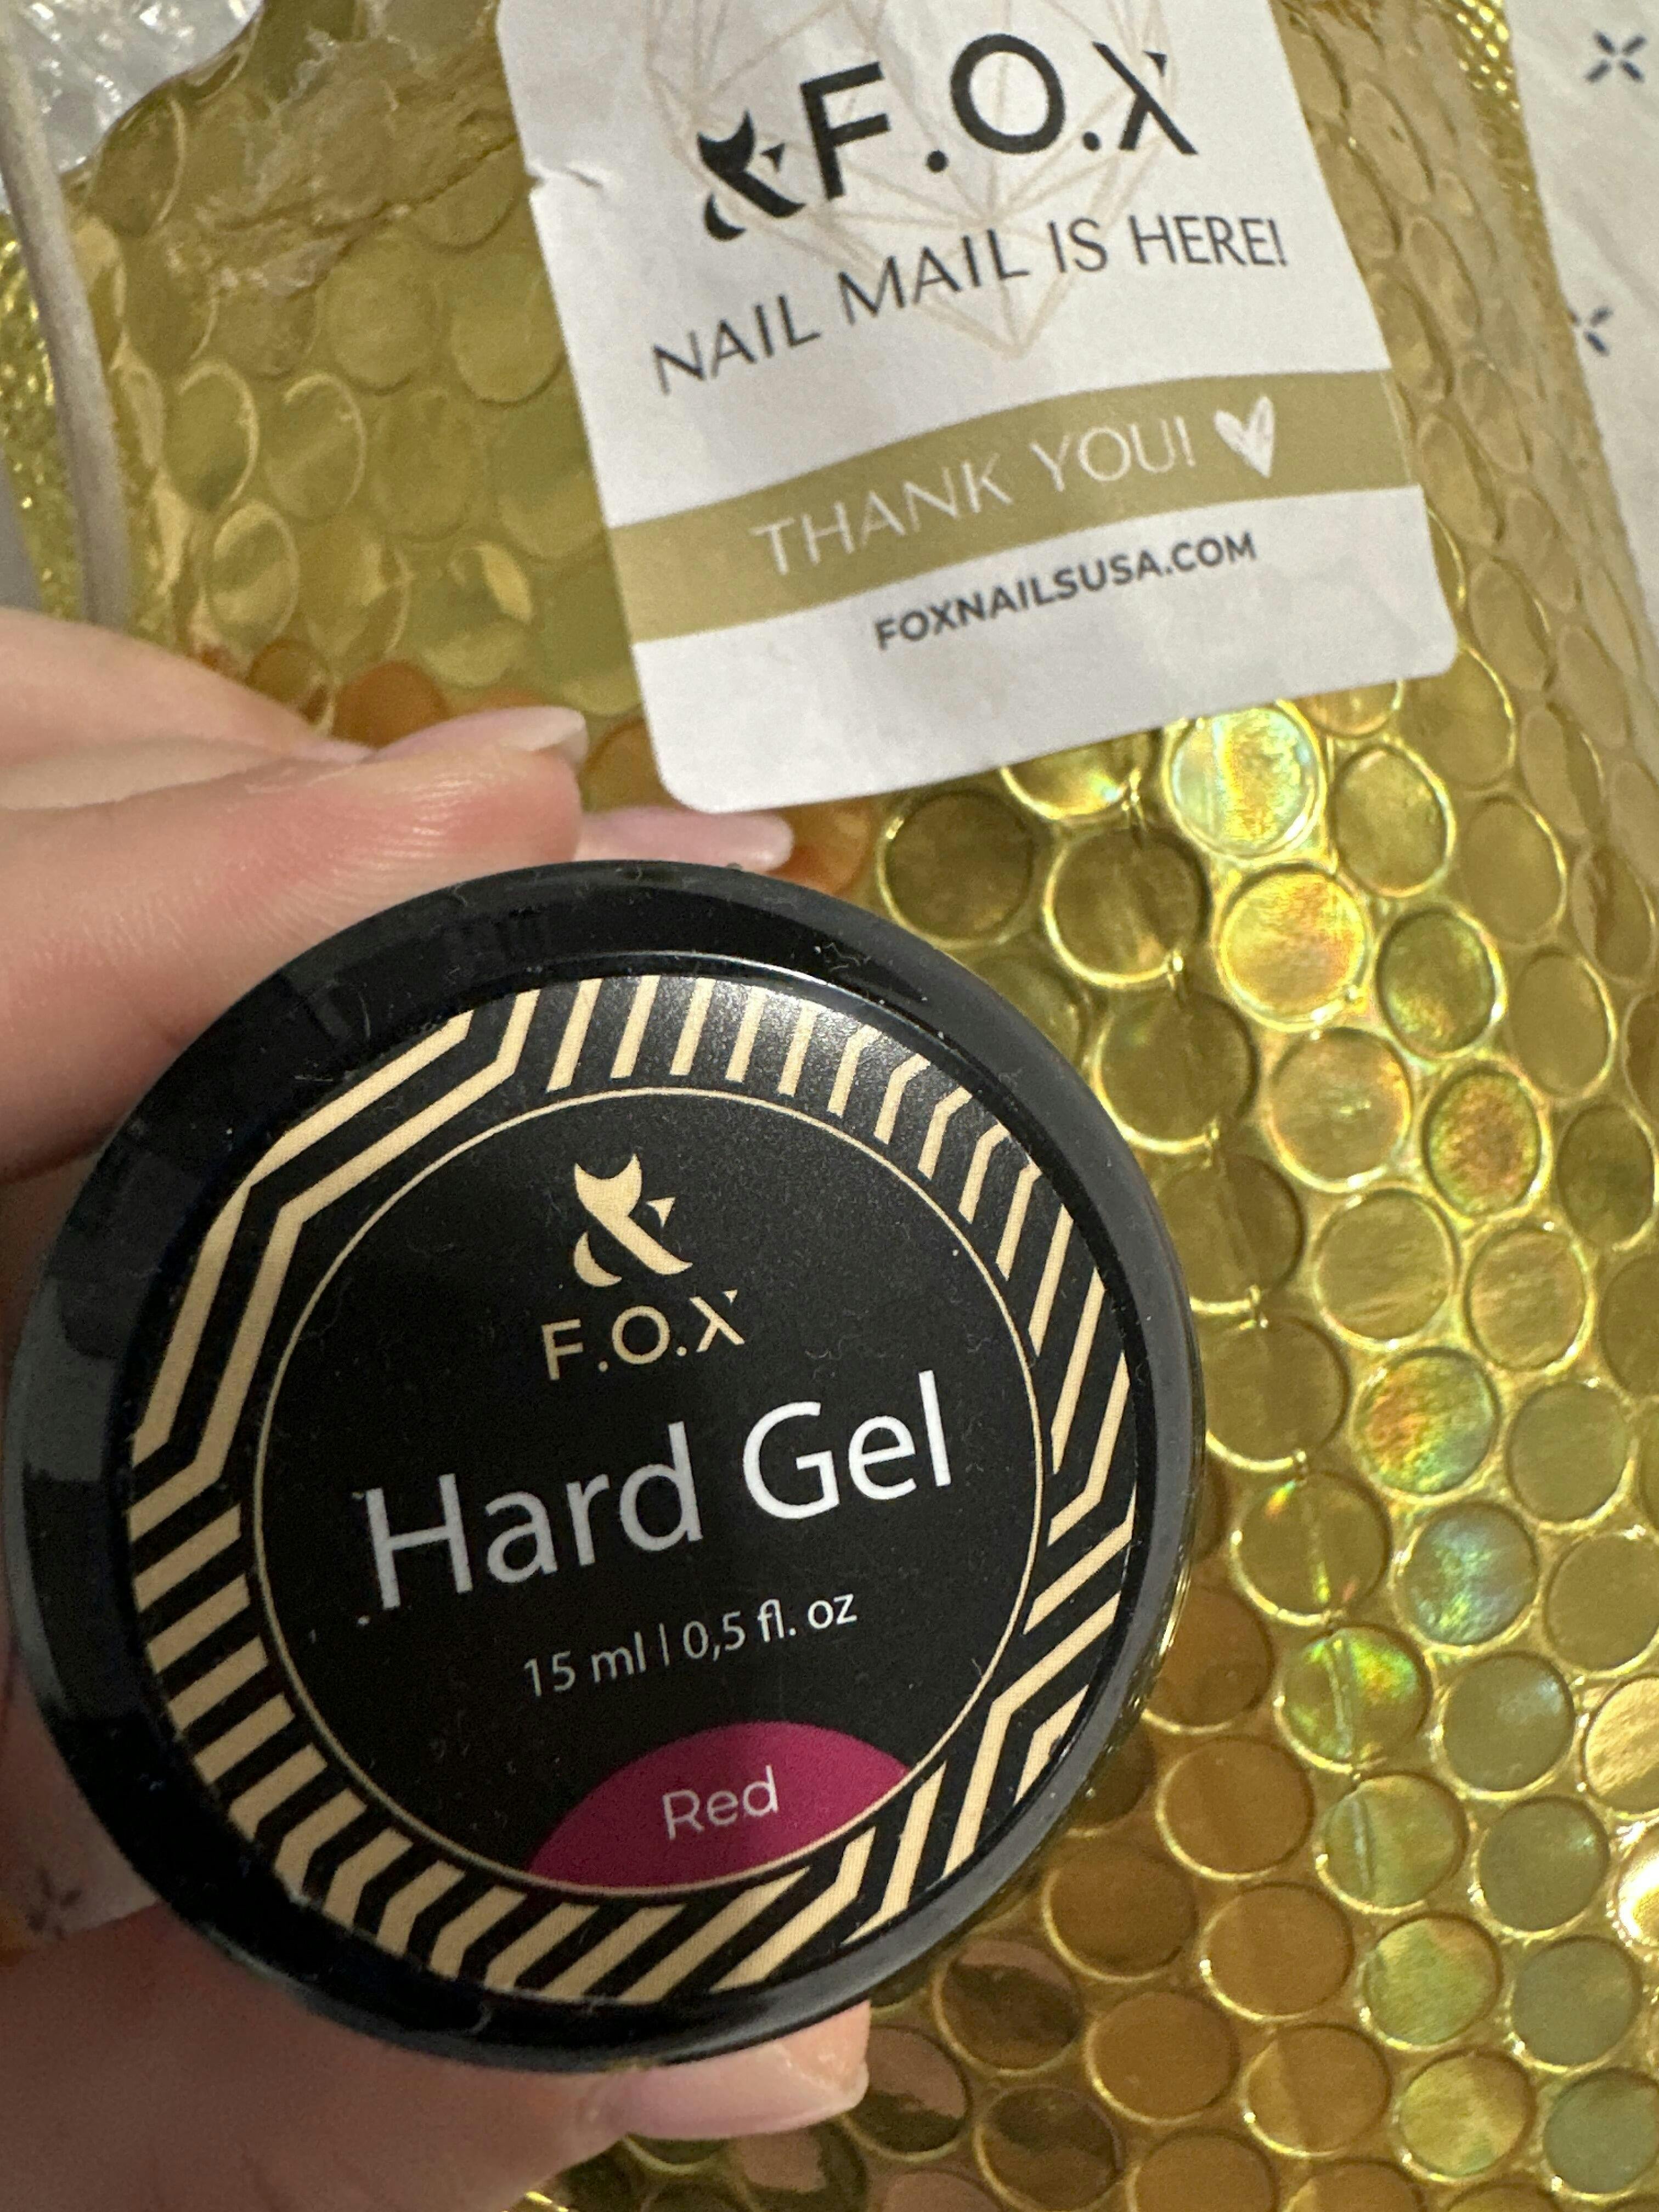 F.O.X
NAIL MAIL IS HERE!
THANK YOU!
FOXNAILSUSA.COM
F.O.X
Hard Gel
15 ml | 0,5 fl. oz
Red